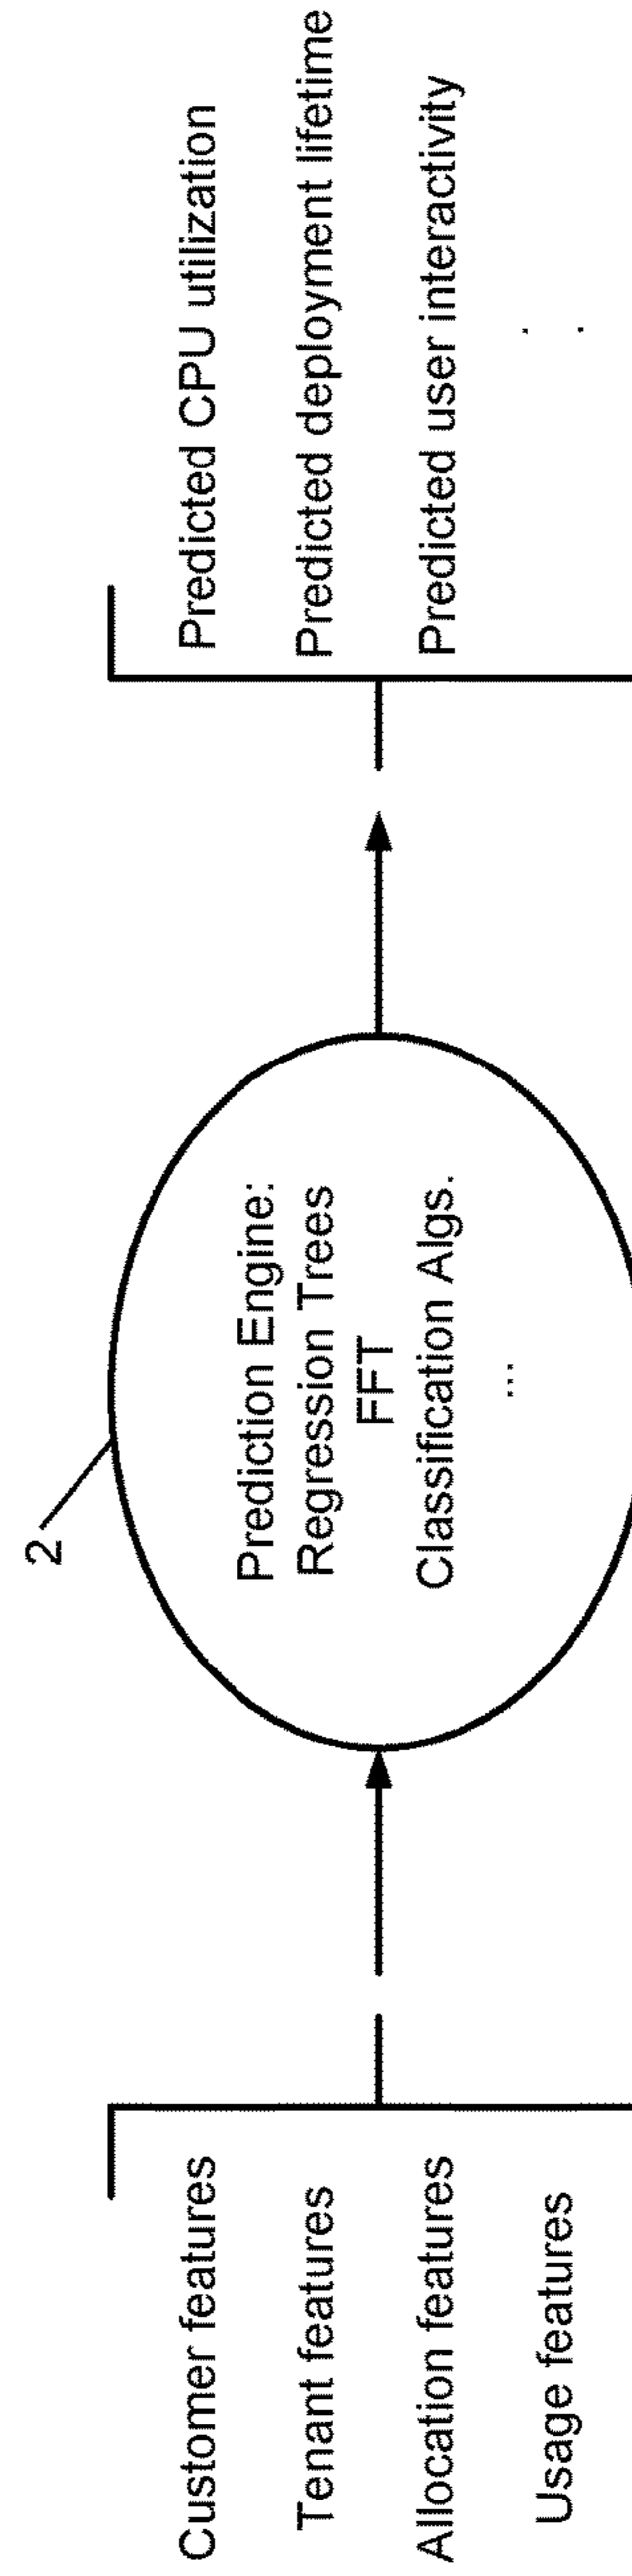 Customer features
Tenant features
Allocation features
Usage features
2
Prediction Engine:
Regression Trees
FFT
Classification Algs.
...
Predicted CPU utilization
Predicted deployment lifetime
Predicted user interactivity
.
.